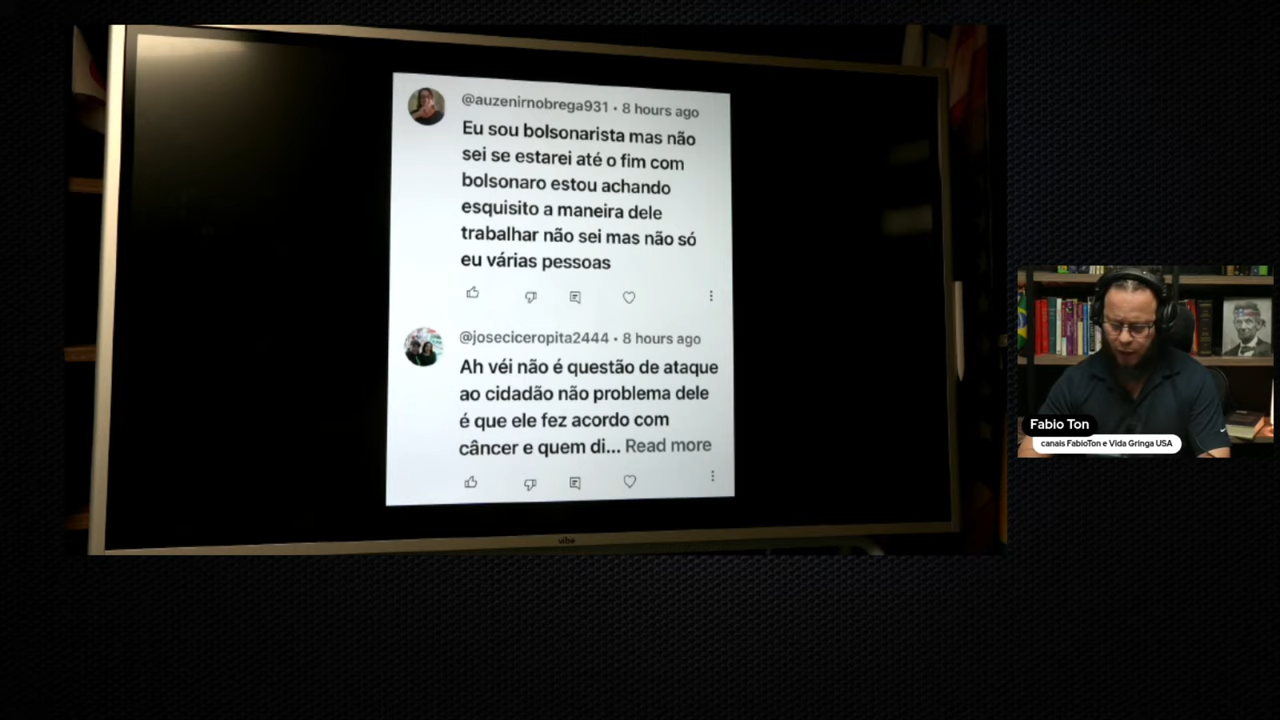 @auzenirnobrega931 • 8 hours ago
Eu sou bolsonarista mas não
sei se estarei até o fim com
bolsonaro estou achando
esquisito a maneira dele
trabalhar não sei mas não só
eu várias pessoas
@joseciceropita2444 • 8 hours ago
Ah véi não é questão de ataque
ao cidadão não problema dele
é que ele fez acordo com
câncer e quem di... Read more
vibe
Fabio Ton
canais FabioTon e Vida Gringa USA